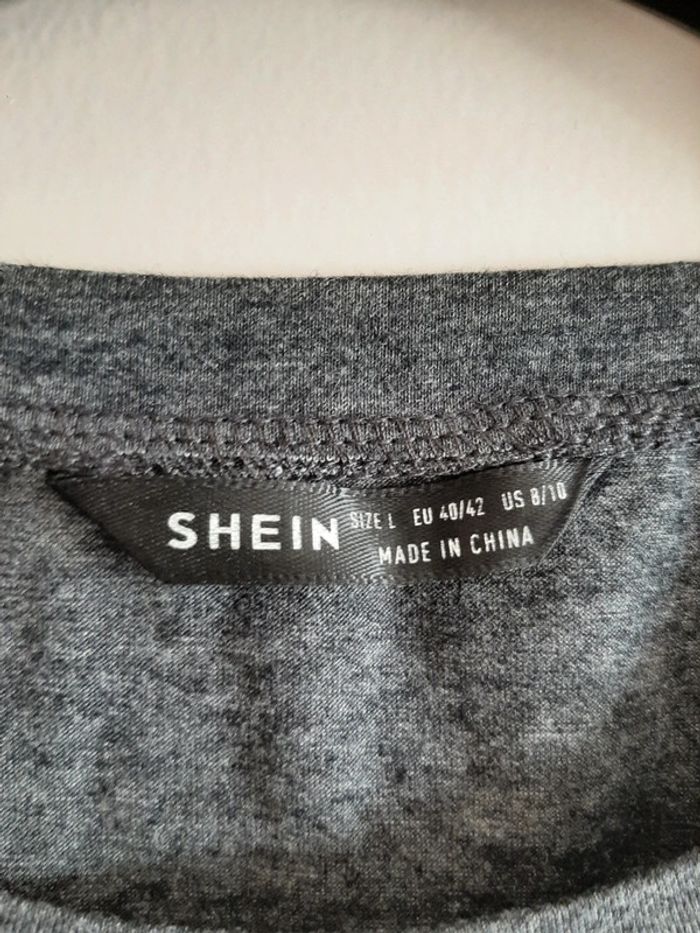 SHEIN
SIZE L EU 40/42 US 8/10
MADE IN CHINA